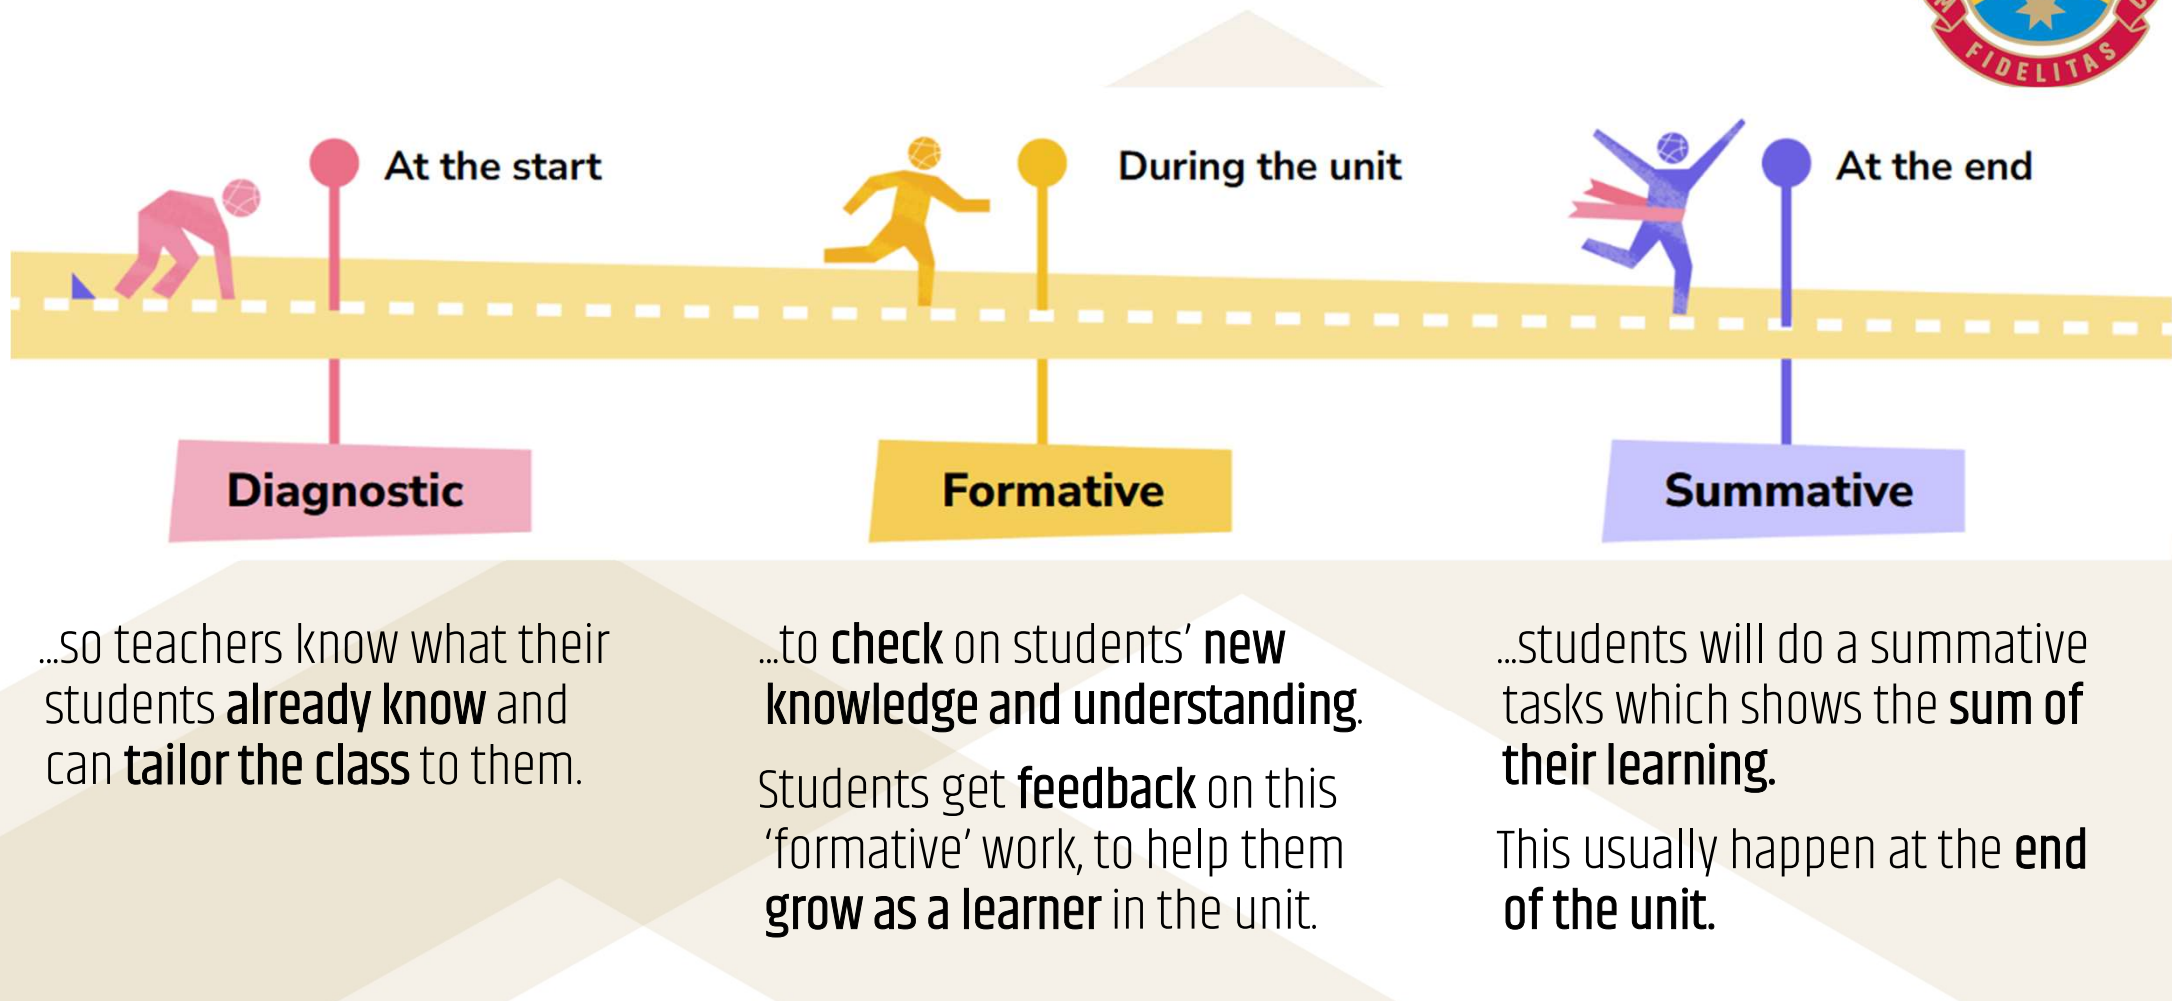 FIDELITAS
At the start
During the unit
At the end
Diagnostic
Formative
Summative
...so teachers know what their
students already know and
can tailor the class to them.
...to check on students’ new
knowledge and understanding.
Students get feedback on this
‘formative’ work, to help them
grow as a learner in the unit.
...students will do a summative
tasks which shows the sum of
their learning.
This usually happen at the end
of the unit.